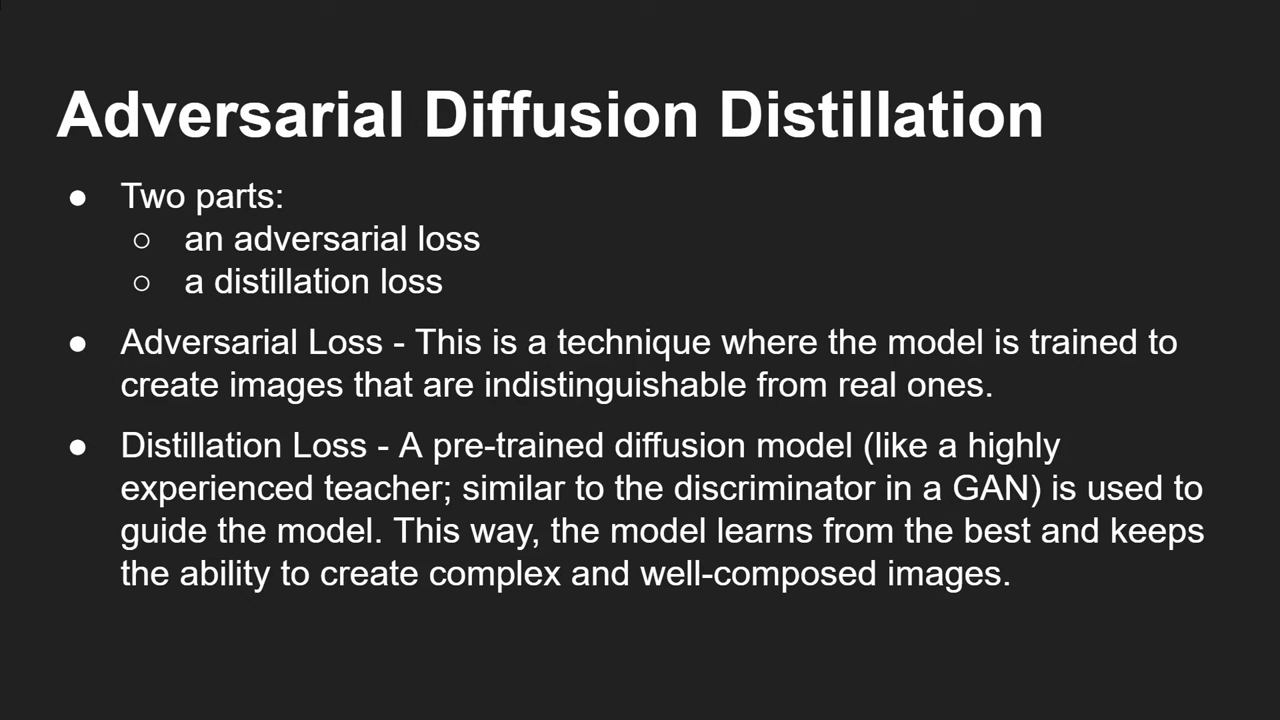 Adversarial Diffusion Distillation
● Two parts:
○ an adversarial loss
○ a distillation loss
● Adversarial Loss - This is a technique where the model is trained to
create images that are indistinguishable from real ones.
● Distillation Loss - A pre-trained diffusion model (like a highly
experienced teacher; similar to the discriminator in a GAN) is used to
guide the model. This way, the model learns from the best and keeps
the ability to create complex and well-composed images.